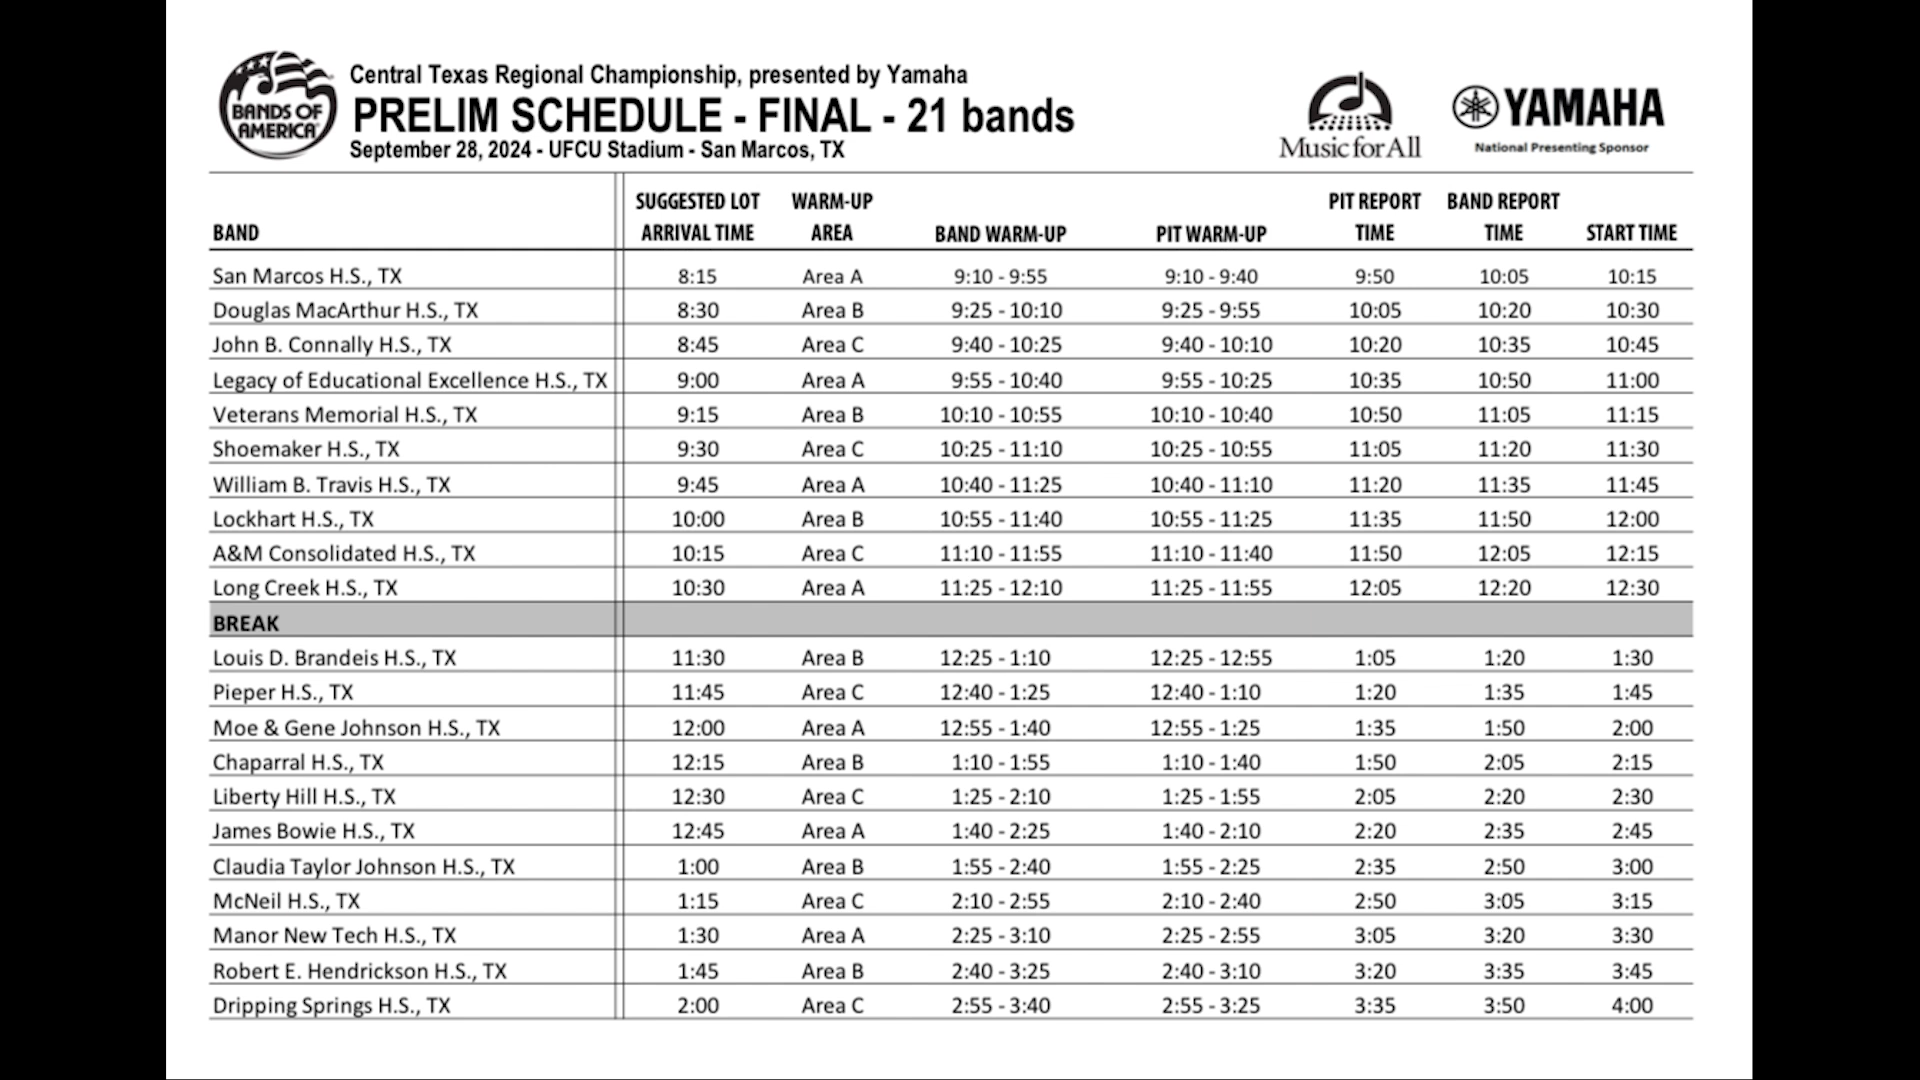 BANDS OF
AMERICA
Central Texas Regional Championship, presented by Yamaha
PRELIM SCHEDULE - FINAL - 21 bands
September 28, 2024 - UFCU Stadium - San Marcos, TX
Music for All
YAMAHA
National Presenting Sponsor
SUGGESTED LOT WARM-UP PIT REPORT BAND REPORT
BAND ARRIVAL TIME AREA BAND WARM-UP PIT WARM-UP TIME TIME START TIME
San Marcos H.S., TX 8:15 Area A 9:10 - 9:55 9:10 - 9:40 9:50 10:05 10:15
Douglas MacArthur H.S., TX 8:30 Area B 9:25 - 10:10 9:25 - 9:55 10:05 10:20 10:30
John B. Connally H.S., TX 8:45 Area C 9:40 - 10:25 9:40 - 10:10 10:20 10:35 10:45
Legacy of Educational Excellence H.S., TX 9:00 Area A 9:55 - 10:40 9:55 - 10:25 10:35 10:50 11:00
Veterans Memorial H.S., TX 9:15 Area B 10:10 - 10:55 10:10 - 10:40 10:50 11:05 11:15
Shoemaker H.S., TX 9:30 Area C 10:25 - 11:10 10:25 - 10:55 11:05 11:20 11:30
William B. Travis H.S., TX 9:45 Area A 10:40 - 11:25 10:40 - 11:10 11:20 11:35 11:45
Lockhart H.S., TX 10:00 Area B 10:55 - 11:40 10:55 - 11:25 11:35 11:50 12:00
A&M Consolidated H.S., TX 10:15 Area C 11:10 - 11:55 11:10 - 11:40 11:50 12:05 12:15
Long Creek H.S., TX 10:30 Area A 11:25 - 12:10 11:25 - 11:55 12:05 12:20 12:30
BREAK
Louis D. Brandeis H.S., TX 11:30 Area B 12:25 - 1:10 12:25 - 12:55 1:05 1:20 1:30
Pieper H.S., TX 11:45 Area C 12:40 - 1:25 12:40 - 1:10 1:20 1:35 1:45
Moe & Gene Johnson H.S., TX 12:00 Area A 12:55 - 1:40 12:55 - 1:25 1:35 1:50 2:00
Chaparral H.S., TX 12:15 Area B 1:10 - 1:55 1:10 - 1:40 1:50 2:05 2:15
Liberty Hill H.S., TX 12:30 Area C 1:25 - 2:10 1:25 - 1:55 2:05 2:20 2:30
James Bowie H.S., TX 12:45 Area A 1:40 - 2:25 1:40 - 2:10 2:20 2:35 2:45
Claudia Taylor Johnson H.S., TX 1:00 Area B 1:55 - 2:40 1:55 - 2:25 2:35 2:50 3:00
McNeil H.S., TX 1:15 Area C 2:10 - 2:55 2:10 - 2:40 2:50 3:05 3:15
Manor New Tech H.S., TX 1:30 Area A 2:25 - 3:10 2:25 - 2:55 3:05 3:20 3:30
Robert E. Hendrickson H.S., TX 1:45 Area B 2:40 - 3:25 2:40 - 3:10 3:20 3:35 3:45
Dripping Springs H.S., TX 2:00 Area C 2:55 - 3:40 2:55 - 3:25 3:35 3:50 4:00